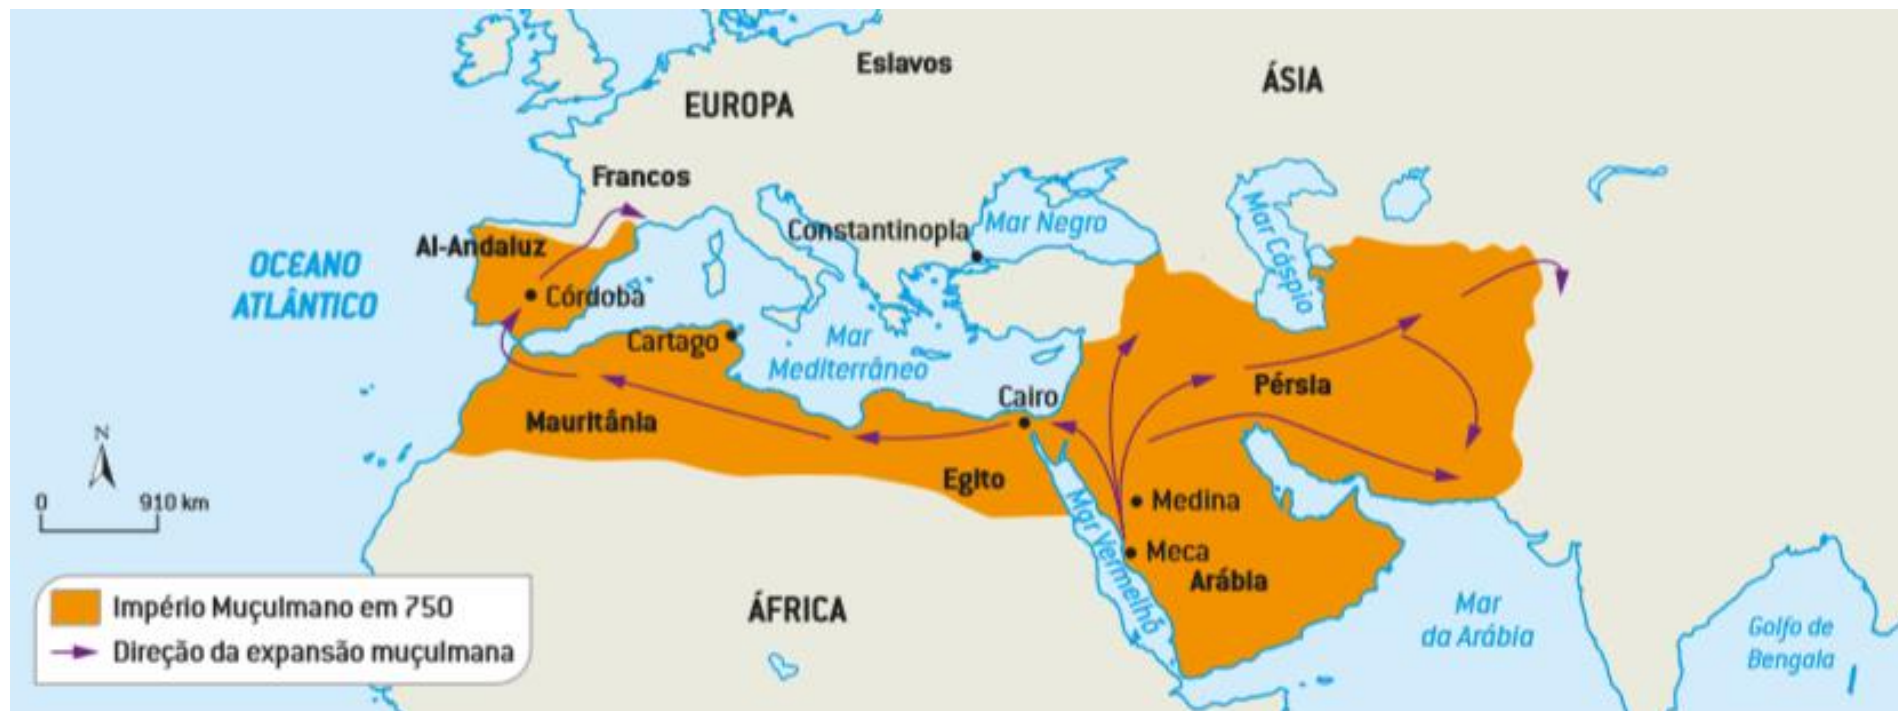 Eslavos
ÁSIA
EUROPA
Francos
Mar Cáspio
Constantinopla
Mar Negro
Al-Andaluz
OCEANO
ATLÂNTICO
Córdoba
Cartago
Mar
Mediterrâneo
Cairo
Pérsia
Mauritânia
Egito
N
0 910 km
Medina
Mar Vermelho
Meca
Arábia
ÁFRICA
Mar
da Arábia
Golfo de
Bengala
Império Muçulmano em 750
Direção da expansão muçulmana